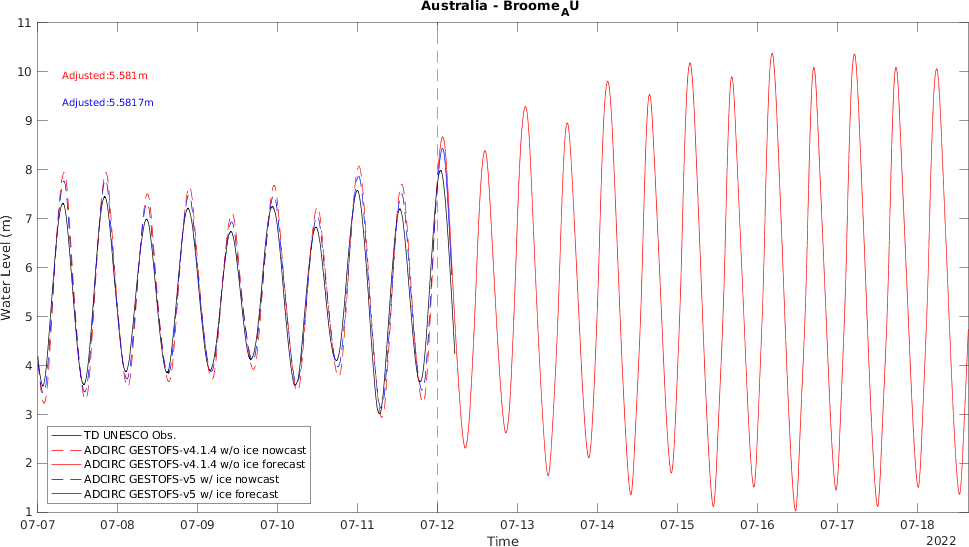 Australia - Broome_AU
Adjusted:5.581m
Adjusted:5.5817m
Water Level (m)
11
10
9
8
7
6
5
4
3
2
1
TD UNESCO Obs.
ADCIRC GESTOFS-v4.1.4 w/o ice nowcast
ADCIRC GESTOFS-v4.1.4 w/o ice forecast
ADCIRC GESTOFS-v5 w/ ice nowcast
ADCIRC GESTOFS-v5 w/ ice forecast
07-07 07-08 07-09 07-10 07-11 07-12 07-13 07-14 07-15 07-16 07-17 07-18
Time
2022